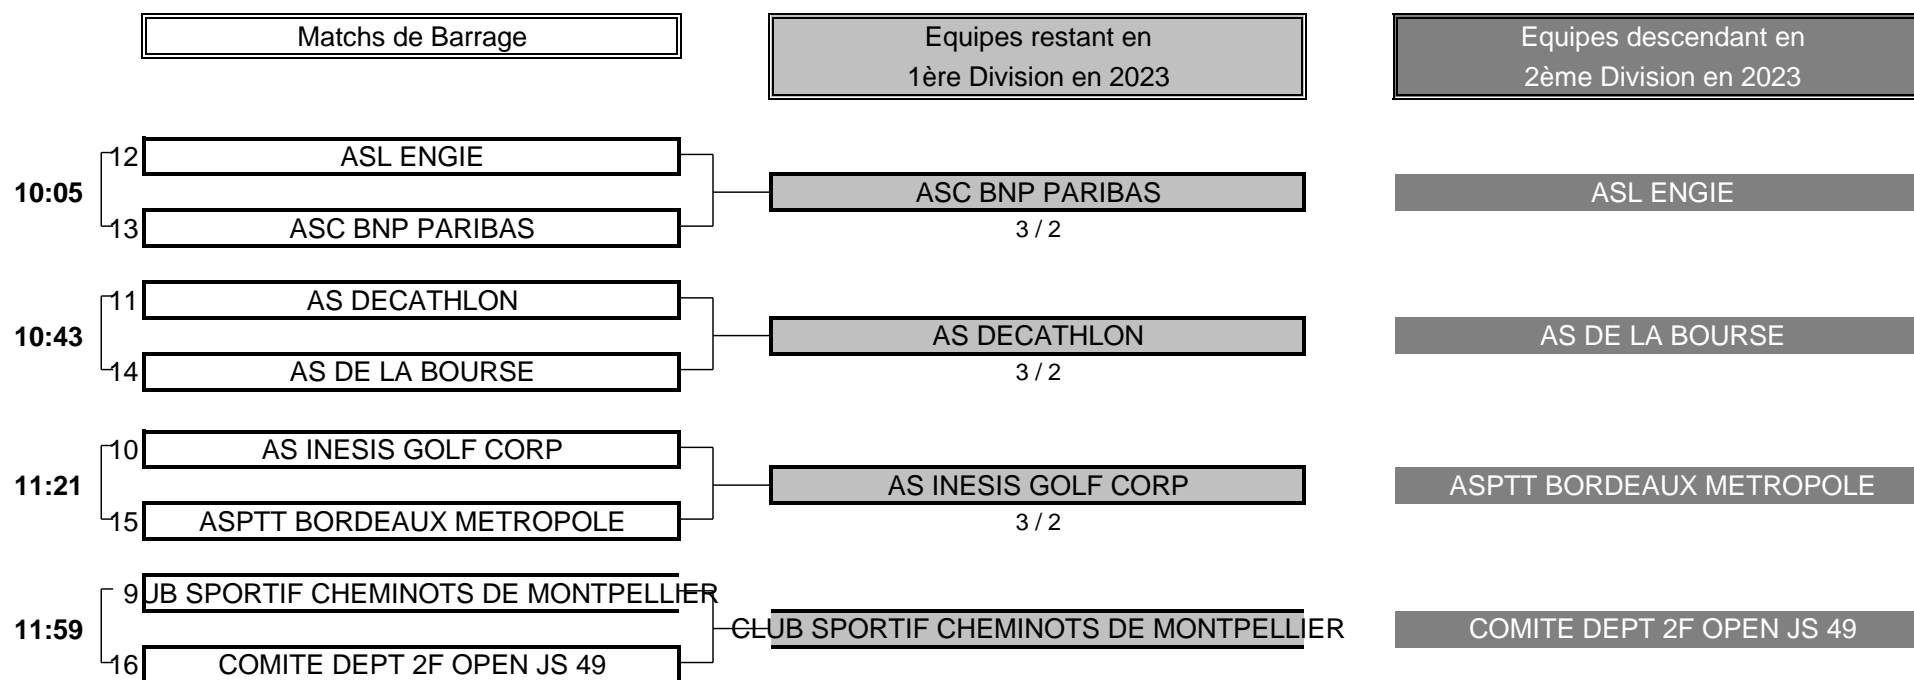 Matchs de Barrage
Equipes restant en
1ère Division en 2023
Equipes descendant en
2ème Division en 2023
12 ASL ENGIE
10:05
ASC BNP PARIBAS
ASL ENGIE
13 ASC BNP PARIBAS
3 / 2
11 AS DECATHLON
10:43
AS DECATHLON
AS DE LA BOURSE
14 AS DE LA BOURSE
3 / 2
10 AS INESIS GOLF CORP
11:21
AS INESIS GOLF CORP
ASPTT BORDEAUX METROPOLE
15 ASPTT BORDEAUX METROPOLE
3 / 2
9 UB SPORTIF CHEMINOTS DE MONTPELLIER
11:59
CLUB SPORTIF CHEMINOTS DE MONTPELLIER
COMITE DEPT 2F OPEN JS 49
16 COMITE DEPT 2F OPEN JS 49